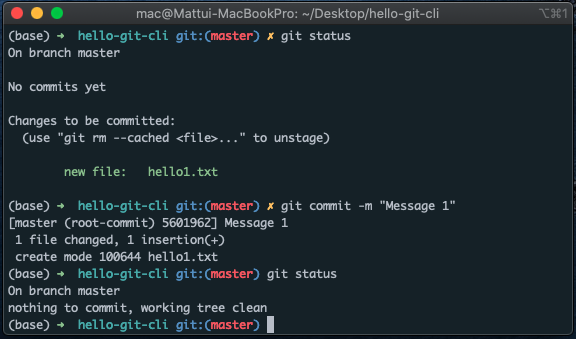 mac@Mattui-MacBookPro: ~/Desktop/hello-git-cli ⌥⌘1
(base) ➜ hello-git-cli git:(master) ✗ git status
On branch master
No commits yet
Changes to be committed:
(use "git rm --cached <file>..." to unstage)
new file: hello1.txt
(base) ➜ hello-git-cli git:(master) ✗ git commit -m "Message 1"
[master (root-commit) 5601962] Message 1
1 file changed, 1 insertion(+)
create mode 100644 hello1.txt
(base) ➜ hello-git-cli git:(master) git status
On branch master
nothing to commit, working tree clean
(base) ➜ hello-git-cli git:(master)